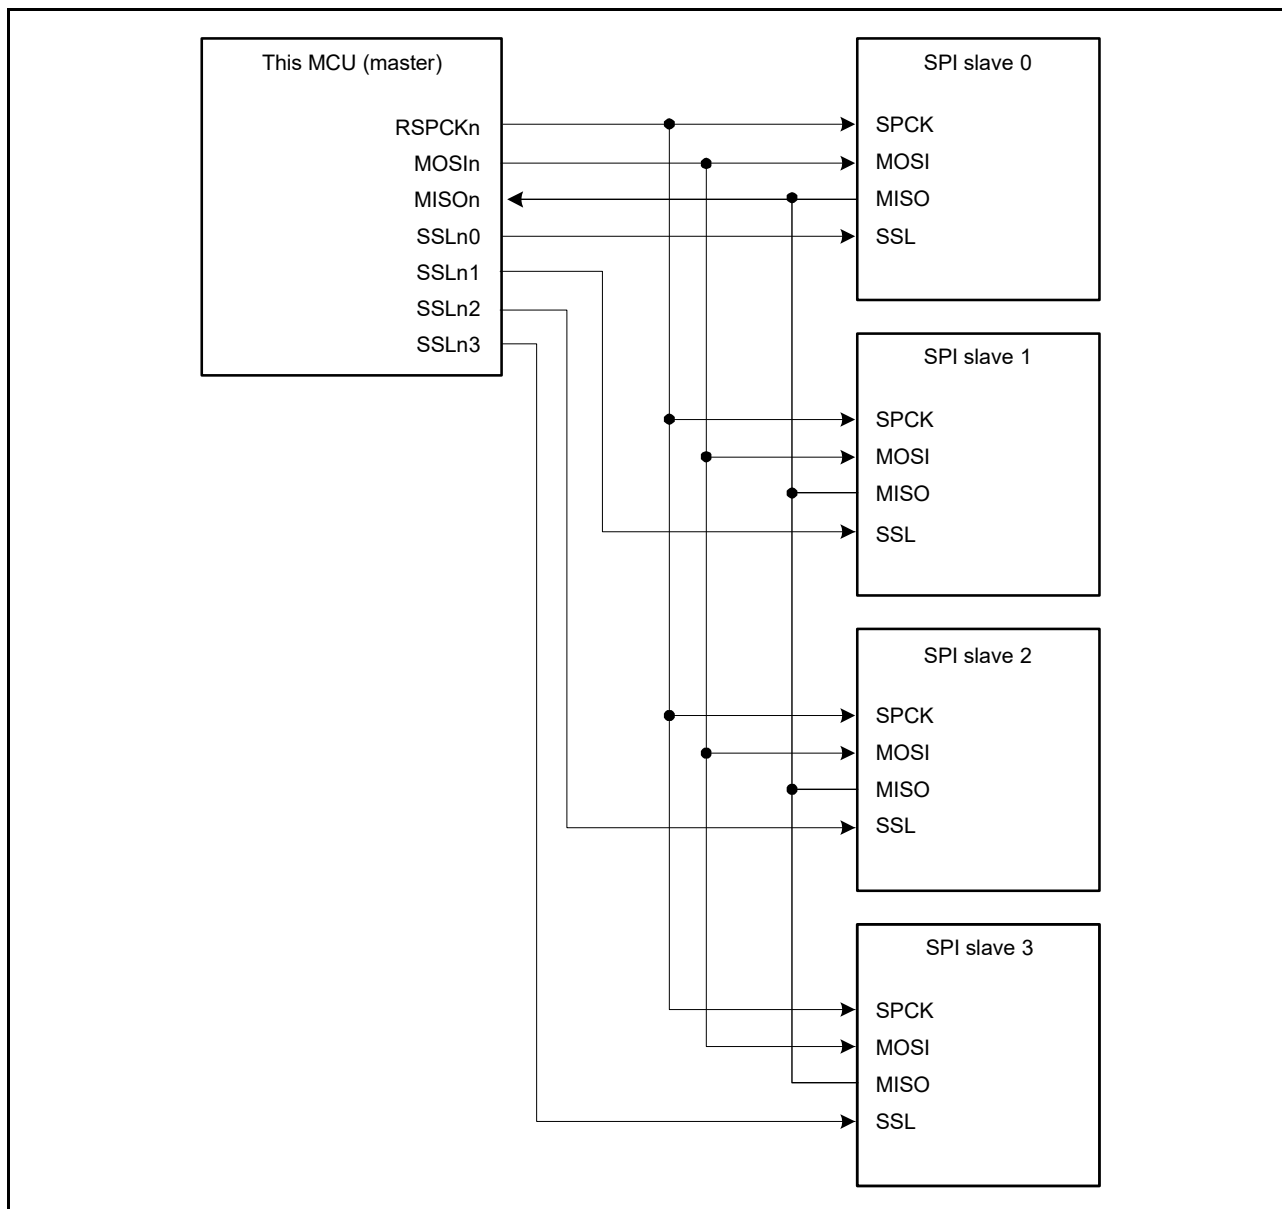 This MCU (master)
RSPCKn
MOSIn
MISOn
SSLn0
SSLn1
SSLn2
SSLn3
SPI slave 0
SPCK
MOSI
MISO
SSL
SPI slave 1
SPCK
MOSI
MISO
SSL
SPI slave 2
SPCK
MOSI
MISO
SSL
SPI slave 3
SPCK
MOSI
MISO
SSL